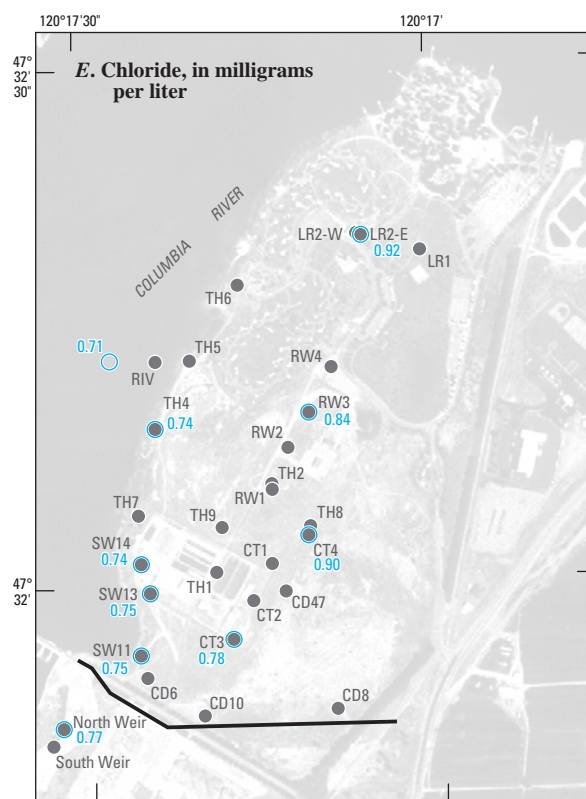 120°17'30"
120°17'
47°
32'
30"
E. Chloride, in milligrams
per liter
COLUMBIA RIVER
LR2-W
LR2-E
0.92
LR1
TH6
0.71
RIV
TH5
RW4
TH4
0.74
RW3
0.84
RW2
TH2
RW1
TH7
TH9
TH8
SW14
0.74
CT1
CT4
0.90
47°
32'
SW13
0.75
TH1
CT2
CD47
SW11
0.75
CT3
0.78
CD6
CD10
CD8
North Weir
0.77
South Weir